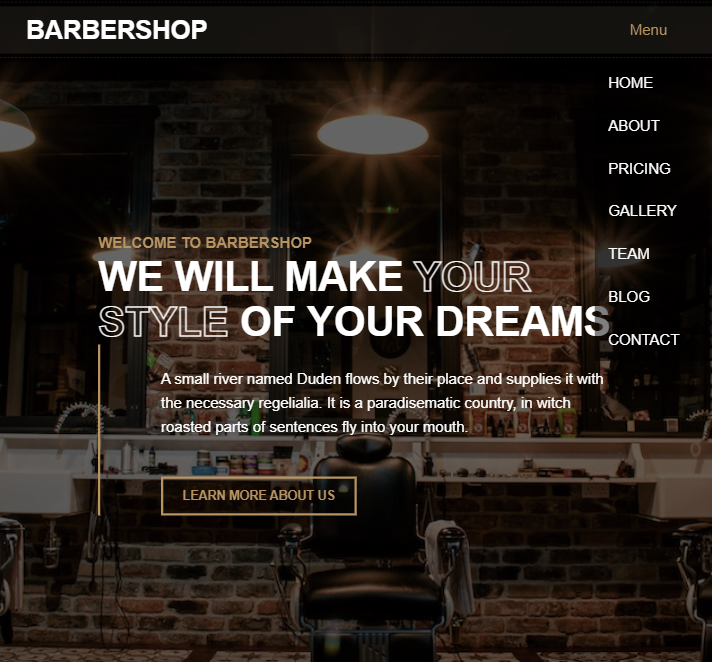 BARBERSHOP
Menu
HOME
ABOUT
PRICING
GALLERY
TEAM
BLOG
CONTACT
WELCOME TO BARBERSHOP
WE WILL MAKE YOUR
STYLE OF YOUR DREAMS
A small river named Duden flows by their place and supplies it with
the necessary regelialia. It is a paradisematic country, in witch
roasted parts of sentences fly into your mouth.
LEARN MORE ABOUT US